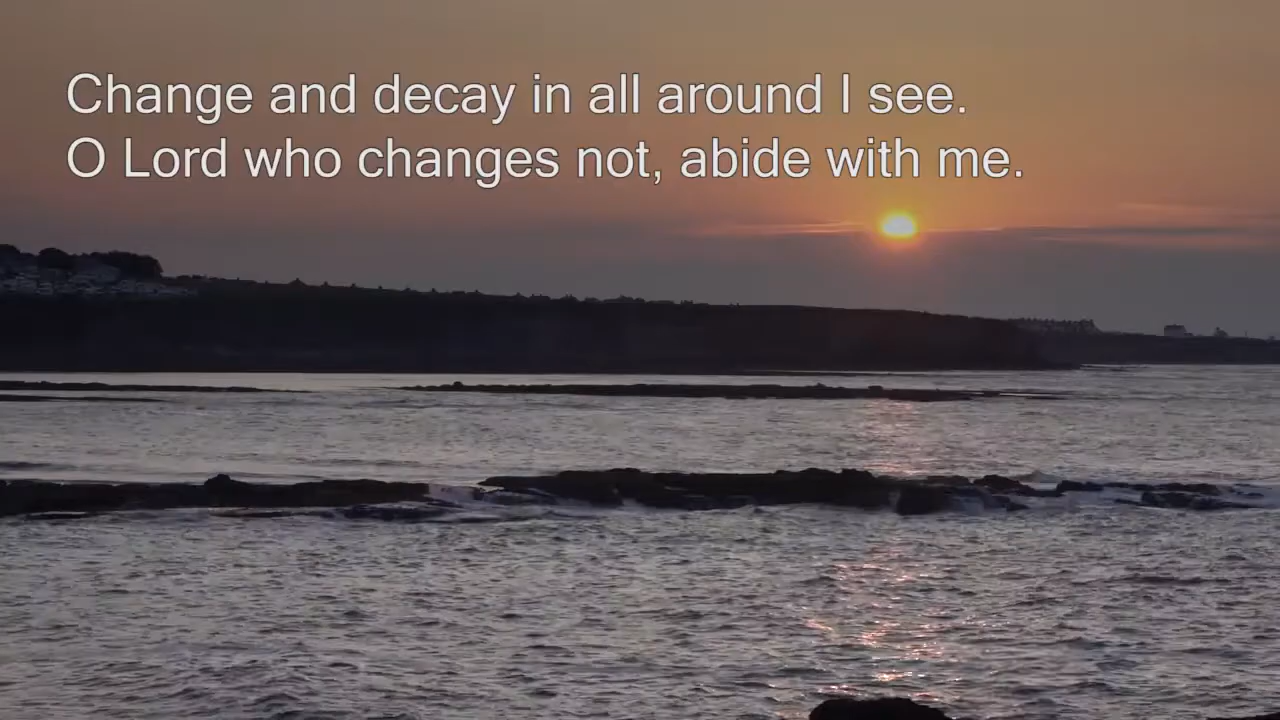 Change and decay in all around I see.
O Lord who changes not, abide with me.